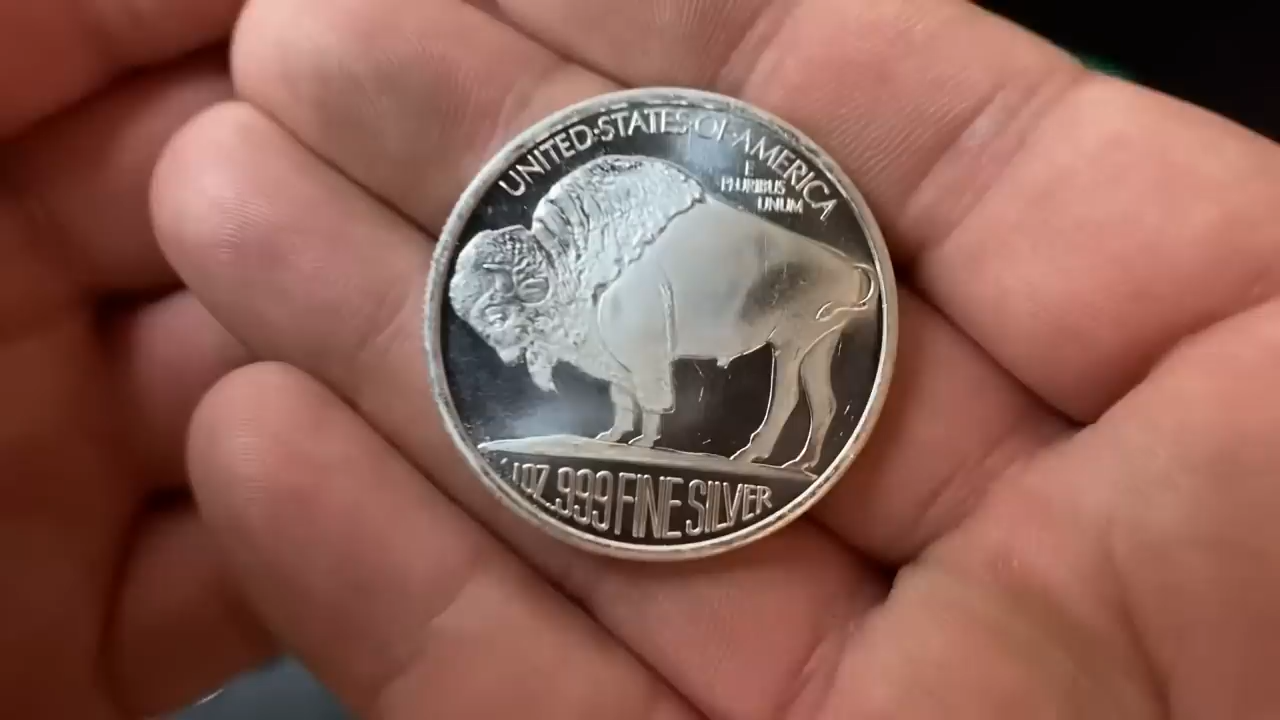 UNITED·STATES·OF·AMERICA
E
PLURIBUS
UNUM
1 OZ. 999 FINE SILVER